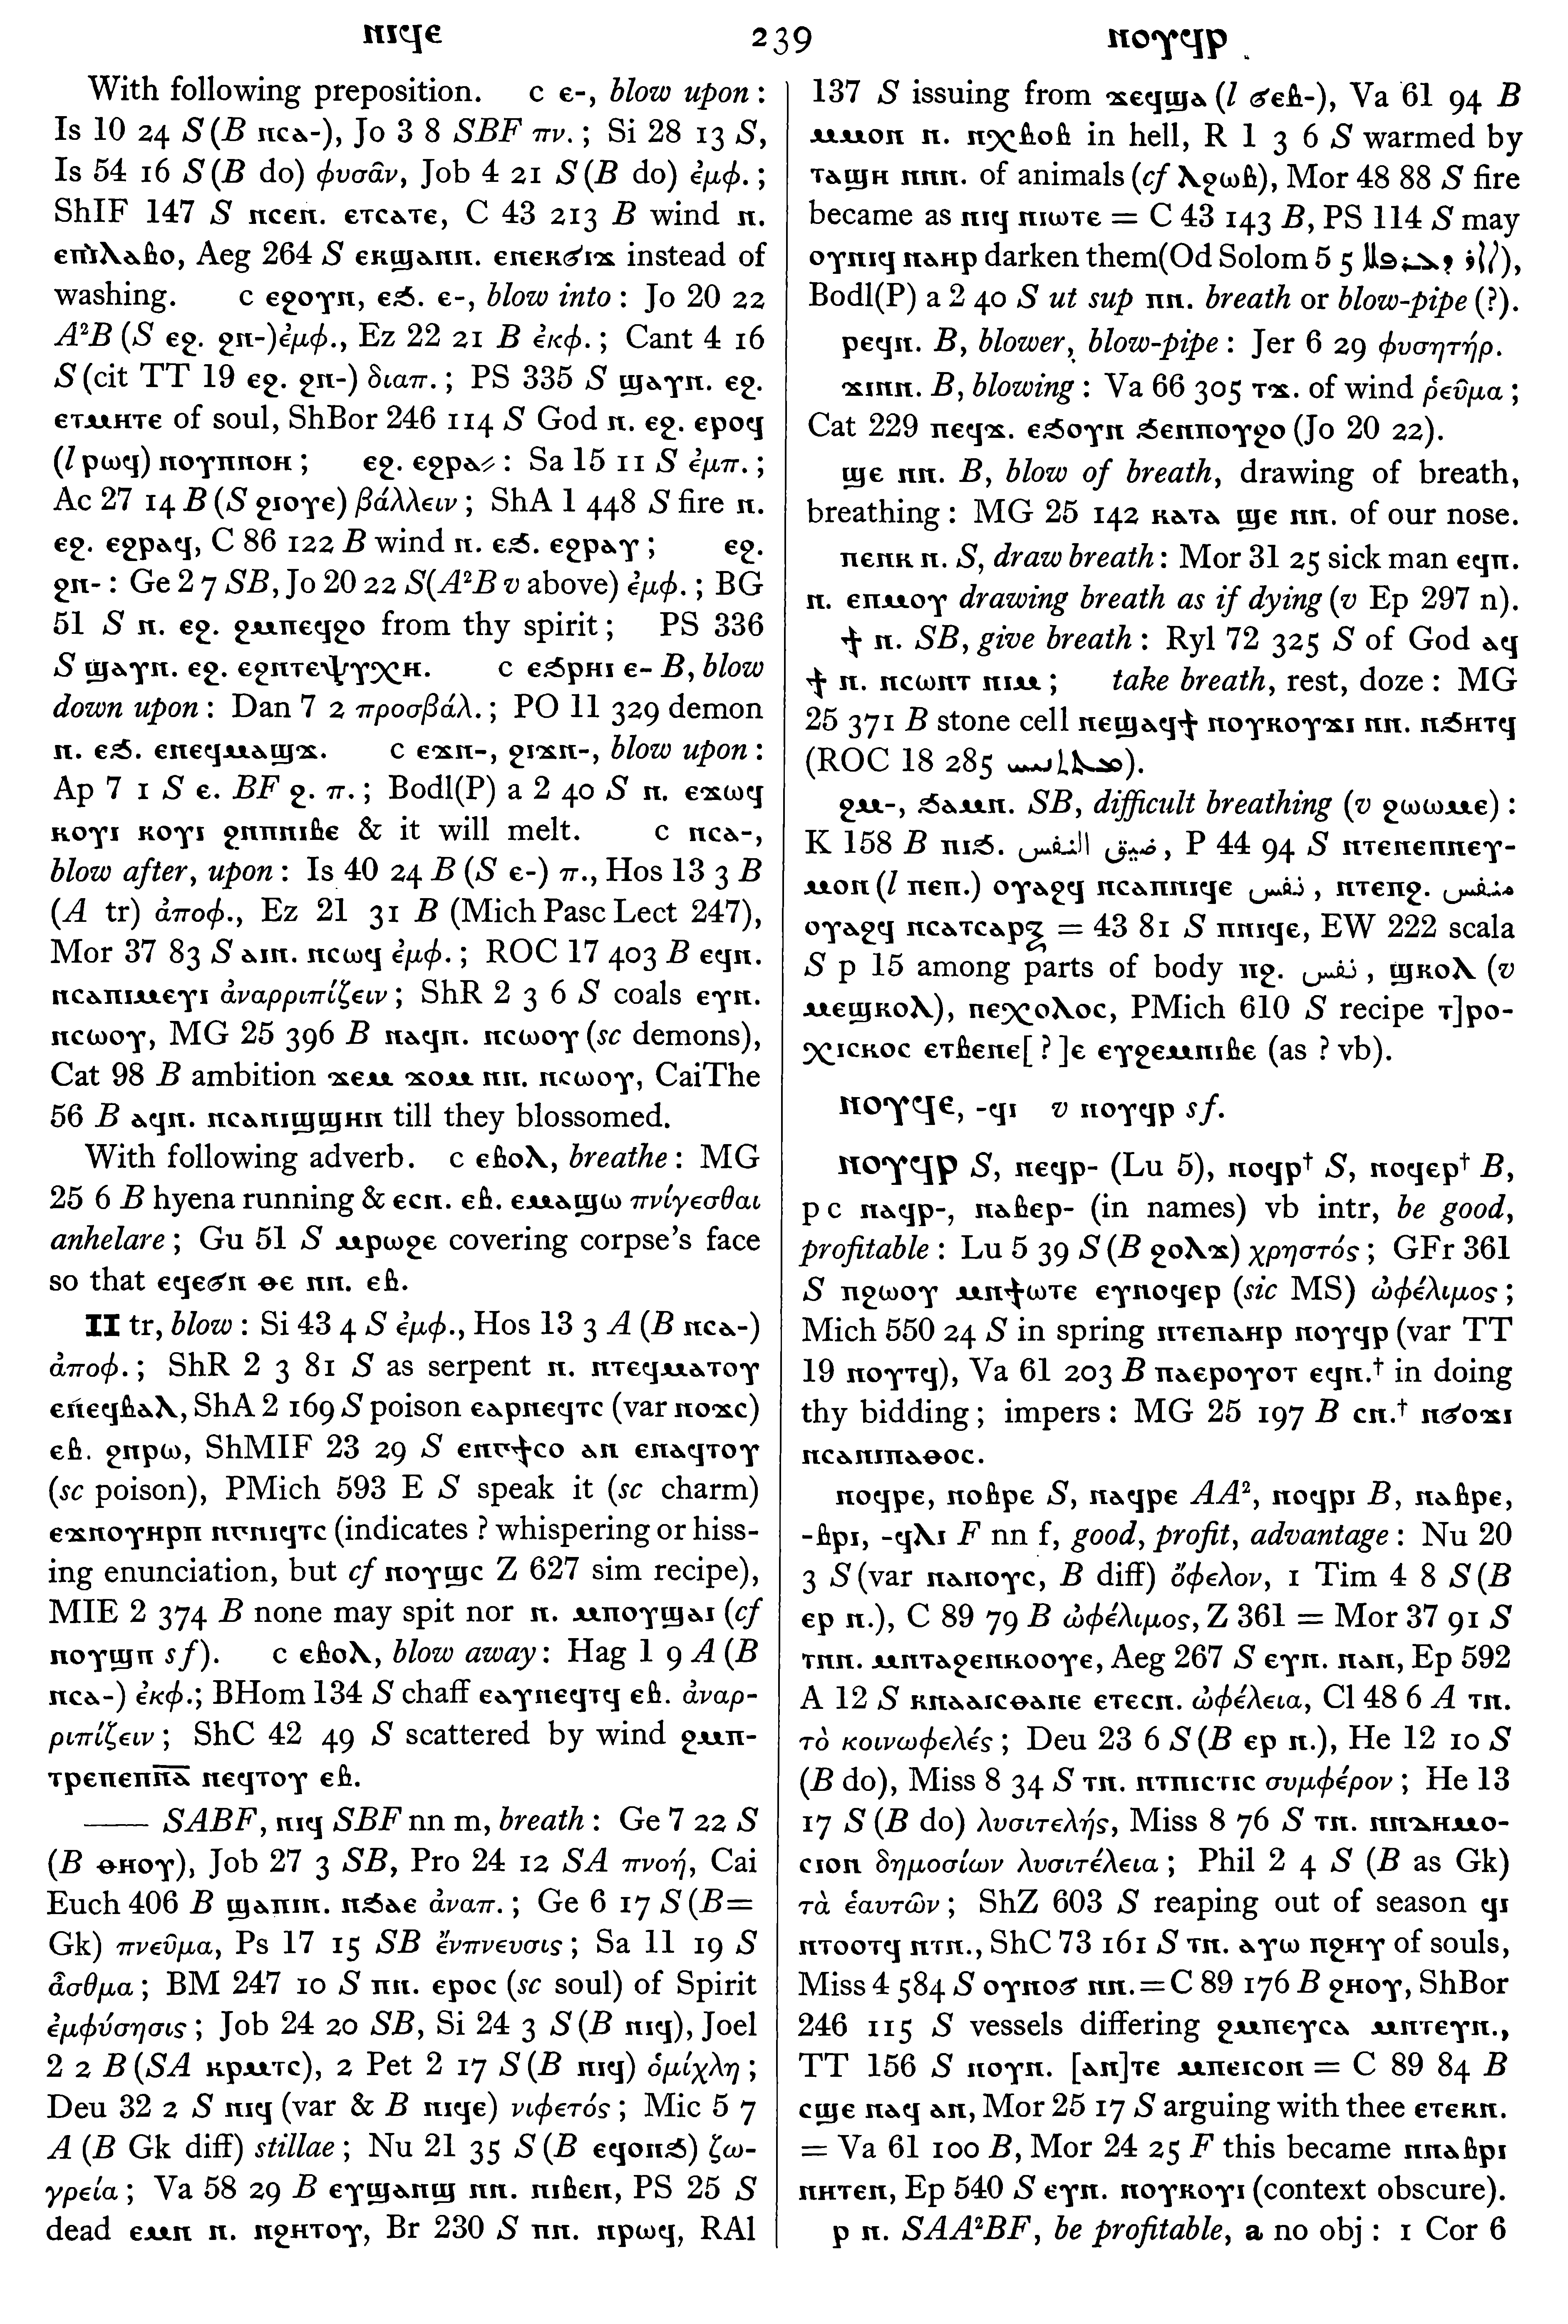 ⲛⲓϥⲉ 239 ⲛⲟⲩϥⲣ
With following preposition. c ⲉ-, blow upon :
Is 10 24 S (B ⲛⲥⲁ-), Jo 3 8 SBF πν. ; Si 28 13 S,
Is 54 16 S (B do) φυσᾶν, Job 4 21 S (B do) ἐμφ. ;
ShIF 147 S ⲛⲥⲉⲛ. ⲉⲧⲥⲁⲧⲉ, C 43 213 B wind ⲛ.
ⲉⲡⲓⲗⲁⲃⲟ, Aeg 264 S ⲉⲕϣⲁⲛⲛ. ⲉⲛⲉⲕϭⲓϫ instead of
washing. c ⲉϩⲟⲩⲛ, ⲉϧ. ⲉ-, blow into : Jo 20 22
A²B (S ⲉϩ. ϩⲛ-) ἐμφ., Ez 22 21 B ἐκφ. ; Cant 4 16
S (cit TT 19 ⲉϩ. ϩⲛ-) διαπ. ; PS 335 S ϣⲁⲩⲛ. ⲉϩ.
ⲉⲧⲙⲏⲧⲉ of soul, ShBor 246 114 S God ⲛ. ⲉϩ. ⲉⲣⲟϥ
(l ⲣⲱϥ) ⲛⲟⲩⲡⲛⲟⲏ ; ⲉϩ. ⲉϩⲣⲁ⸗ : Sa 15 11 S ἐμπ. ;
Ac 27 14 B (S ϩⲓⲟⲩⲉ) βάλλειν ; ShA 1 448 S fire ⲛ.
ⲉϩ. ⲉϩⲣⲁϥ, C 86 122 B wind ⲛ. ⲉϧ. ⲉϩⲣⲁⲩ ; ⲉϩ.
ϩⲛ- : Ge 2 7 SB, Jo 20 22 S (A²B v above) ἐμφ. ; BG
51 S ⲛ. ⲉϩ. ϩⲙⲡⲉϥϩⲟ from thy spirit ; PS 336
S ϣⲁⲩⲛ. ⲉϩ. ⲉϩⲛⲧⲉⲯⲩⲭⲏ. c ⲉϧⲣⲏⲓ ⲉ- B, blow
down upon : Dan 7 2 προσβάλ. ; PO 11 329 demon
ⲛ. ⲉϧ. ⲉⲛⲉϥⲙⲁϣϫ. c ⲉϫⲛ-, ϩⲓϫⲛ-, blow upon :
Ap 7 1 S ⲉ. BF ϩ. π. ; Bodl(P) a 2 40 S ⲛ. ⲉϫⲱϥ
ⲕⲟⲩⲓ ⲕⲟⲩⲓ ϩⲛⲛⲛⲓⲃⲉ & it will melt. c ⲛⲥⲁ-,
blow after, upon : Is 40 24 B (S ⲉ-) π., Hos 13 3 B
(A tr) ἀποφ., Ez 21 31 B (Mich Pasc Lect 247),
Mor 37 83 S ⲁⲓⲛ. ⲛⲥⲱϥ ἐμφ. ; ROC 17 403 B ⲉϥⲛ.
ⲛⲥⲁⲡⲓⲙⲉⲩⲓ ἀναρριπίζειν ; ShR 2 3 6 S coals ⲉⲩⲛ.
ⲛⲥⲱⲟⲩ, MG 25 396 B ⲛⲁϥⲛ. ⲛⲥⲱⲟⲩ (sc demons),
Cat 98 B ambition ϫⲉⲙ ϫⲟⲙ ⲛⲛ. ⲛⲥⲱⲟⲩ, CaiThe
56 B ⲁϥⲛ. ⲛⲥⲁⲛⲓϣϣⲏⲛ till they blossomed.
With following adverb. c ⲉⲃⲟⲗ, breathe : MG
25 6 B hyena running & ⲉⲥⲛ. ⲉⲃ. ⲉⲙⲁϣⲱ πνίγεσθαι
anhelare ; Gu 51 S ⲙⲣⲱϩⲉ covering corpse's face
so that ⲉϥⲉϭⲛ ⲑⲉ ⲛⲛ. ⲉⲃ.
II tr, blow : Si 43 4 S ἐμφ., Hos 13 3 A (B ⲛⲥⲁ-)
ἀποφ. ; ShR 2 3 81 S as serpent ⲛ. ⲛⲧⲉϥⲙⲁⲧⲟⲩ
ⲉⲛⲉϥⲃⲁⲗ, ShA 2 169 S poison ⲉⲁⲣⲛⲉϥⲧⲥ (var ⲛⲟϫⲥ)
ⲉⲃ. ϩⲛⲣⲱ, ShMIF 23 29 S ⲉⲛⲅϯⲥⲟ ⲁⲛ ⲉⲛⲁϥⲧⲟⲩ
(sc poison), PMich 593 E S speak it (sc charm)
ⲉϫⲛⲟⲩⲏⲣⲡ ⲛⲅⲛⲓϥⲧⲥ (indicates ? whispering or hiss-
ing enunciation, but cf ⲛⲟⲩϣⲥ Z 627 sim recipe),
MIE 2 374 B none may spit nor ⲛ. ⲙⲡⲟⲩϣⲁⲓ (cf
ⲛⲟⲩϣⲡ sf). c ⲉⲃⲟⲗ, blow away : Hag 1 9 A (B
ⲛⲥⲁ-) ἐκφ.; BHom 134 S chaff ⲉⲁⲩⲛⲉϥⲧϥ ⲉⲃ. ἀναρ-
ριπίζειν ; ShC 42 49 S scattered by wind ϩⲙⲡ-
ⲧⲣⲉⲡⲉⲡⲛ̅ⲁ̅ ⲛⲉϥⲧⲟⲩ ⲉⲃ.
—— SABF, ⲛⲓϥ SBF nn m, breath : Ge 7 22 S
(B ⲑⲏⲟⲩ), Job 27 3 SB, Pro 24 12 SA πνοή, Cai
Euch 406 B ϣⲁⲡⲓⲛ. ⲛϧⲁⲉ ἀναπ. ; Ge 6 17 S (B =
Gk) πνεῦμα, Ps 17 15 SB ἔνπνευσις ; Sa 11 19 S
ἆσθμα ; BM 247 10 S ⲡⲛ. ⲉⲣⲟⲥ (sc soul) of Spirit
ἐμφύσησις ; Job 24 20 SB, Si 24 3 S (B ⲛⲓϥ), Joel
2 2 B (SA ⲕⲣⲙⲧⲥ), 2 Pet 2 17 S (B ⲛⲓϥ) ὁμίχλη ;
Deu 32 2 S ⲛⲓϥ (var & B ⲛⲓϥⲉ) νιφετός ; Mic 5 7
A (B Gk diff) stillae ; Nu 21 35 S (B ⲉϥⲟⲛϧ) ζω-
γρεία ; Va 58 29 B ⲉⲩϣⲁⲛϣ ⲛⲛ. ⲛⲓⲃⲉⲛ, PS 25 S
dead ⲉⲙⲛ ⲛ. ⲛϩⲏⲧⲟⲩ, Br 230 S ⲡⲛ. ⲛⲣⲱϥ, RAl
137 S issuing from ϫⲉϥϣⲁ (l ϭⲉⲃ-), Va 61 94 B
ⲙⲙⲟⲛ ⲛ. ⲛⲭⲃⲟⲃ in hell, R 1 3 6 S warmed by
ⲧⲁϣⲏ ⲛⲛⲛ. of animals (cf ⲗϩⲱⲃ), Mor 48 88 S fire
became as ⲛⲓϥ ⲛⲓⲱⲧⲉ = C 43 143 B, PS 114 S may
ⲟⲩⲛⲓϥ ⲛⲁⲏⲣ darken them (Od Solom 5 5
Bodl(P) a 2 40 S ut sup ⲡⲛ. breath or blow-pipe (?).
ⲣⲉϥⲛ. B, blower, blow-pipe : Jer 6 29 φυσητήρ.
ϫⲓⲛⲛ. B, blowing : Va 66 305 ⲧϫ. of wind ῥεῦμα ;
Cat 229 ⲡⲉϥϫ. ⲉϧⲟⲩⲛ ϧⲉⲛⲡⲟⲩϩⲟ (Jo 20 22).
ϣⲉ ⲛⲛ. B, blow of breath, drawing of breath,
breathing : MG 25 142 ⲕⲁⲧⲁ ϣⲉ ⲛⲛ. of our nose.
ⲡⲉⲛⲕ ⲛ. S, draw breath : Mor 31 25 sick man ⲉϥⲡ.
ⲛ. ⲉⲡⲙⲟⲩ drawing breath as if dying (v Ep 297 n).
ϯ ⲛ. SB, give breath : Ryl 72 325 S of God ⲁϥ
ϯ ⲛ. ⲛⲥⲱⲛⲧ ⲛⲓⲙ ; take breath, rest, doze : MG
25 371 B stone cell ⲛⲉϣⲁϥϯ ⲛⲟⲩⲕⲟⲩϫⲓ ⲛⲛ. ⲛϧⲏⲧϥ
(ROC 18 285
ϩⲙ-, ϧⲁⲙⲛ. SB, difficult breathing (v ϩⲱⲱⲙⲉ) :
K 158 B ⲡⲓϧ. ضيق النفس, P 44 94 S ⲛⲧⲉⲛⲉⲡⲛⲉⲩ-
ⲙⲟⲛ (l ⲡⲉⲡ.) ⲟⲩⲁϩϥ ⲛⲥⲁⲡⲛⲓϥⲉ نفس, ⲛⲧⲉⲛϩ. منفس
ⲟⲩⲁϩϥ ⲛⲥⲁⲧⲥⲁⲣⲝ = 43 81 S ⲡⲛⲓϥⲉ, EW 222 scala
S p 15 among parts of body ⲡϩ. نفس, ϣⲕⲟⲗ (v
ⲙⲉϣⲕⲟⲗ), ⲡⲉⲭⲟⲗⲟⲥ, PMich 610 S recipe ⲧ]ⲣⲟ-
ⲭⲓⲥⲕⲟⲥ ⲉⲧⲃⲉⲡⲉ[ ? ]ⲉ ⲉⲩϩⲉⲙⲛⲓⲃⲉ (as ? vb).
ⲛⲟⲩϥⲉ, -ϥⲓ v ⲛⲟⲩϥⲣ sf.
ⲛⲟⲩϥⲣ S, ⲛⲉϥⲣ- (Lu 5), ⲛⲟϥⲣ† S, ⲛⲟϥⲉⲣ† B,
p c ⲛⲁϥⲣ-, ⲛⲁⲃⲉⲣ- (in names) vb intr, be good,
profitable : Lu 5 39 S (B ϩⲟⲗϫ) χρηστός ; GFr 361
S ⲡϩⲱⲟⲩ ⲙⲛϯⲱⲧⲉ ⲉⲩⲛⲟϥⲉⲣ (sic MS) ὠφέλιμος ;
Mich 550 24 S in spring ⲛⲧⲉⲡⲁⲏⲣ ⲛⲟⲩϥⲣ (var TT
19 ⲛⲟⲩⲧϥ), Va 61 203 B ⲡⲁⲉⲣⲟⲩⲟⲧ ⲉϥⲛ.† in doing
thy bidding ; impers : MG 25 197 B ⲥⲛ.† ⲛϭⲟϫⲓ
ⲛⲥⲁⲛⲓⲡⲁⲑⲟⲥ.
ⲛⲟϥⲣⲉ, ⲛⲟⲃⲣⲉ S, ⲛⲁϥⲣⲉ AA², ⲛⲟϥⲣⲓ B, ⲛⲁⲃⲣⲉ,
-ⲃⲣⲓ, -ϥⲗⲓ F nn f, good, profit, advantage : Nu 20
3 S (var ⲛⲁⲛⲟⲩⲥ, B diff) ὄφελον, 1 Tim 4 8 S (B
ⲉⲣ ⲛ.), C 89 79 B ὠφέλιμος, Z 361 = Mor 37 91 S
ⲧⲛⲛ. ⲙⲛⲧⲁϩⲉⲛⲕⲟⲟⲩⲉ, Aeg 267 S ⲉⲩⲛ. ⲛⲁⲛ, Ep 592
A 12 S ⲕⲛⲁⲁⲓⲥⲑⲁⲛⲉ ⲉⲧⲉⲥⲛ. ὠφέλεια, Cl 48 6 A ⲧⲛ.
τὸ κοινωφελές ; Deu 23 6 S (B ⲉⲣ ⲛ.), He 12 10 S
(B do), Miss 8 34 S ⲧⲛ. ⲛⲧⲡⲓⲥⲧⲓⲥ συμφέρον ; He 13
17 S (B do) λυσιτελής, Miss 8 76 S ⲧⲛ. ⲛⲛⲇⲏⲙⲟ-
ⲥⲓⲟⲛ δημοσίων λυσιτέλεια ; Phil 2 4 S (B as Gk)
τὰ ἑαυτῶν ; ShZ 603 S reaping out of season ϥⲓ
ⲛⲧⲟⲟⲧϥ ⲛⲧⲛ., ShC 73 161 S ⲧⲛ. ⲁⲩⲱ ⲡϩⲏⲩ of souls,
Miss 4 584 S ⲟⲩⲛⲟϭ ⲛⲛ. = C 89 176 B ϩⲏⲟⲩ, ShBor
246 115 S vessels differing ϩⲙⲡⲉⲩⲥⲁ ⲙⲛⲧⲉⲩⲛ.,
TT 156 S ⲛⲟⲩⲛ. [ⲁⲛ]ⲧⲉ ⲙⲡⲉⲓⲥⲟⲛ = C 89 84 B
ⲥϣⲉ ⲛⲁϥ ⲁⲛ, Mor 25 17 S arguing with thee ⲉⲧⲉⲕⲛ.
= Va 61 100 B, Mor 24 25 F this became ⲛⲛⲁⲃⲣⲓ
ⲛⲏⲧⲉⲛ, Ep 540 S ⲉⲩⲛ. ⲛⲟⲩⲕⲟⲩⲓ (context obscure).
ⲣ ⲛ. SAA²BF, be profitable, a no obj : 1 Cor 6